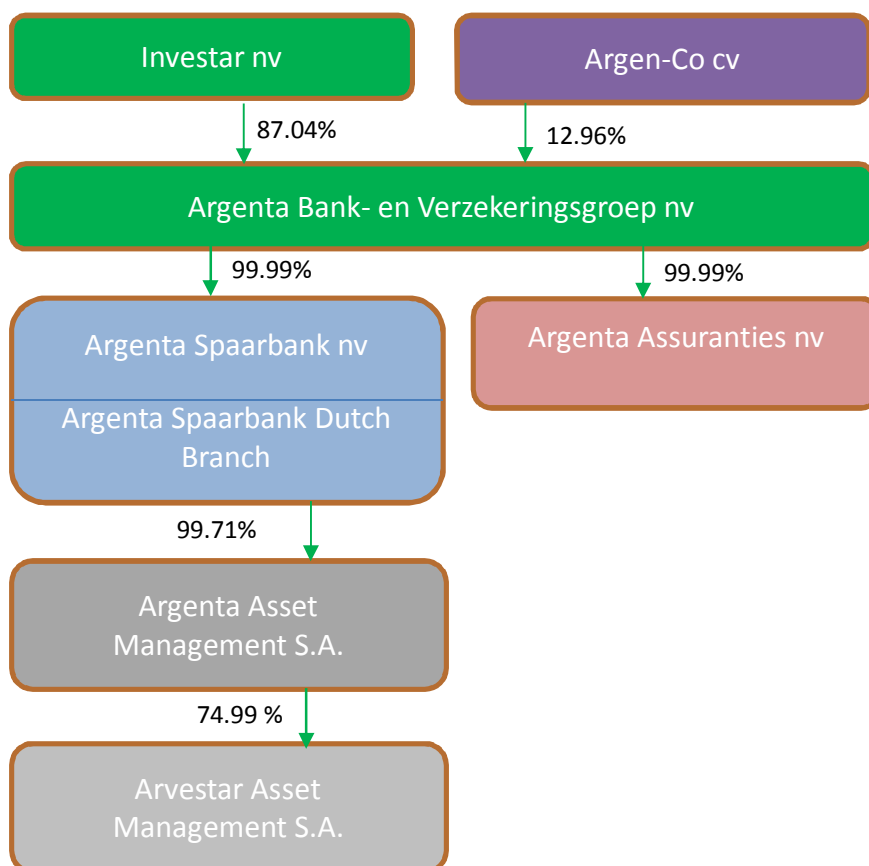 Investar nv
Argen-Co cv
87.04%
12.96%
Argenta Bank- en Verzekeringsgroep nv
99.99%
99.99%
Argenta Spaarbank nv
Argenta Assuranties nv
Argenta Spaarbank Dutch
Branch
99.71%
Argenta Asset
Management S.A.
74.99 %
Arvestar Asset
Management S.A.